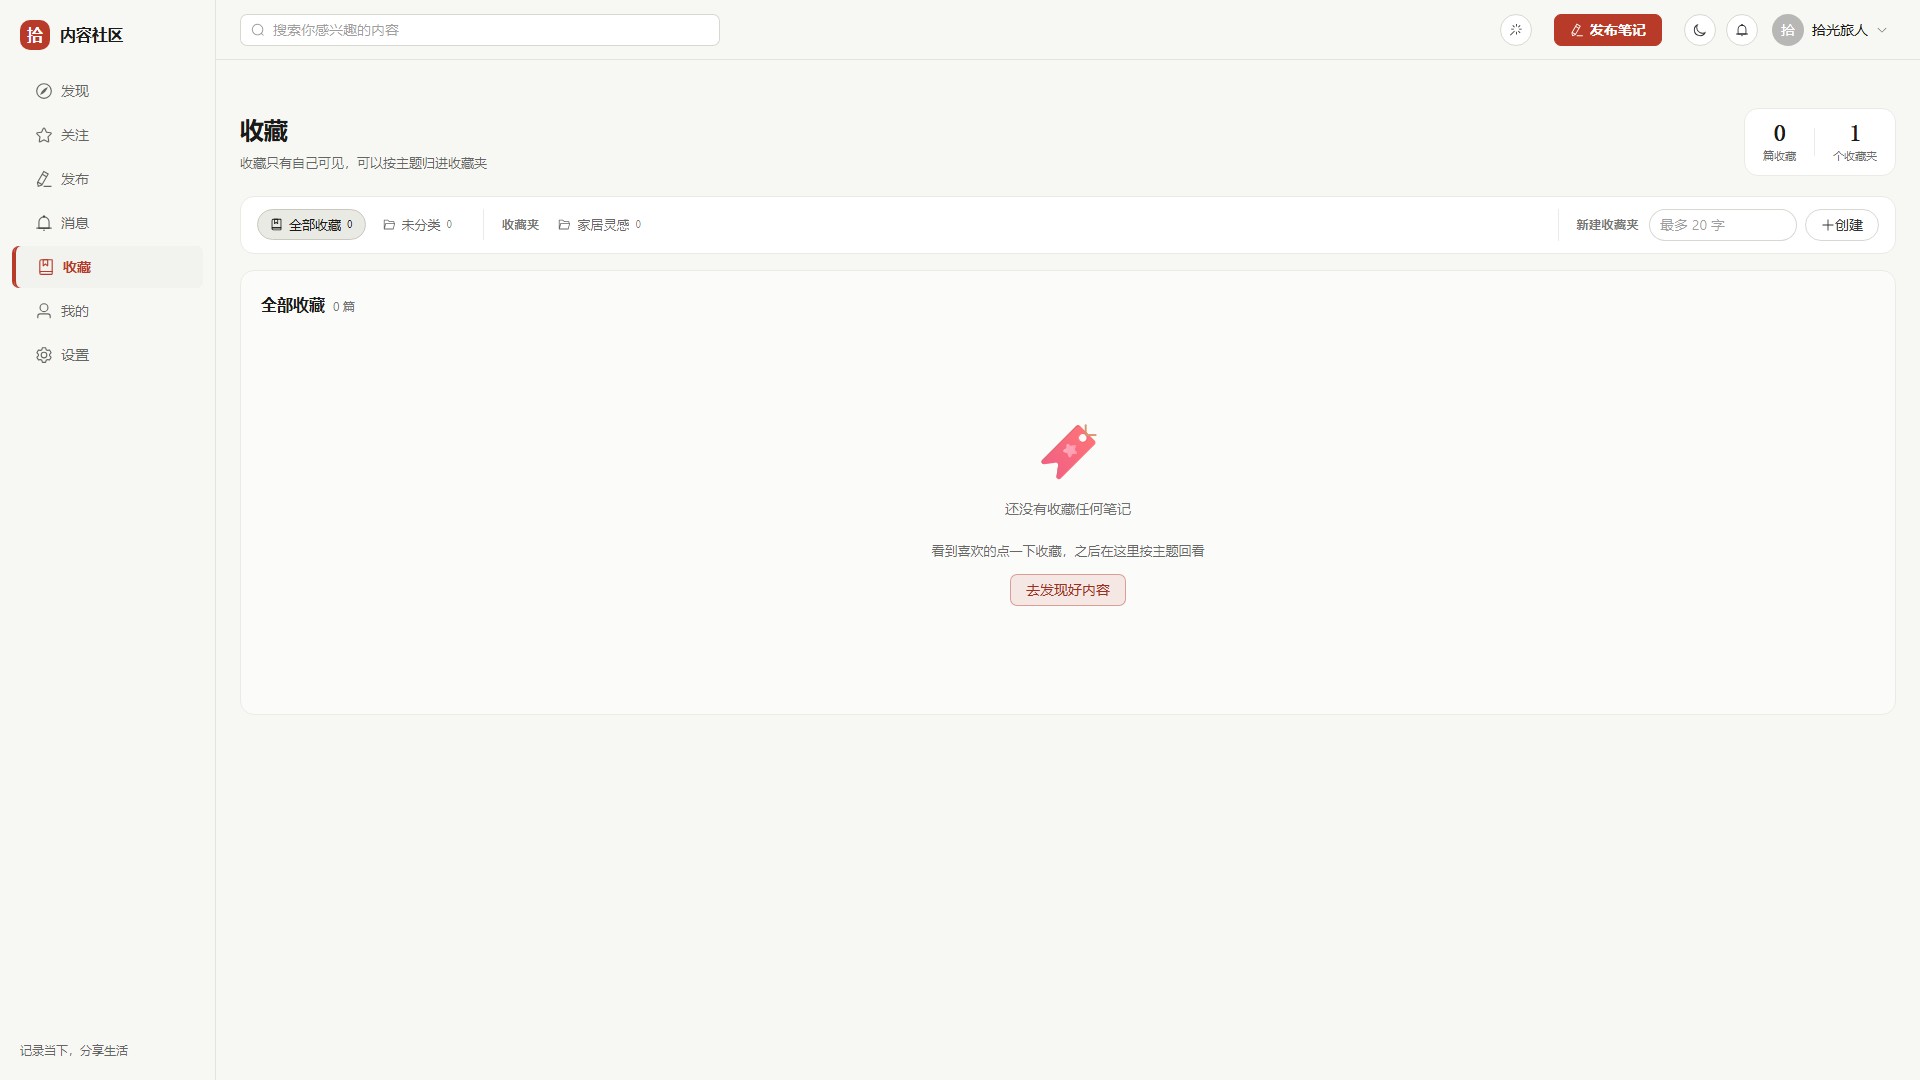 拾 内容社区
搜索你感兴趣的内容
发布笔记
拾 拾光旅人
发现
关注
发布
消息
收藏
我的
设置
收藏
收藏只有自己可见，可以按主题归进收藏夹
0 篇收藏
1 个收藏夹
全部收藏 0 未分类 0 收藏夹 家居灵感 0 新建收藏夹 最多 20 字 创建
全部收藏 0 篇
还没有收藏任何笔记
看到喜欢的点一下收藏，之后在这里按主题回看
去发现好内容
记录当下，分享生活